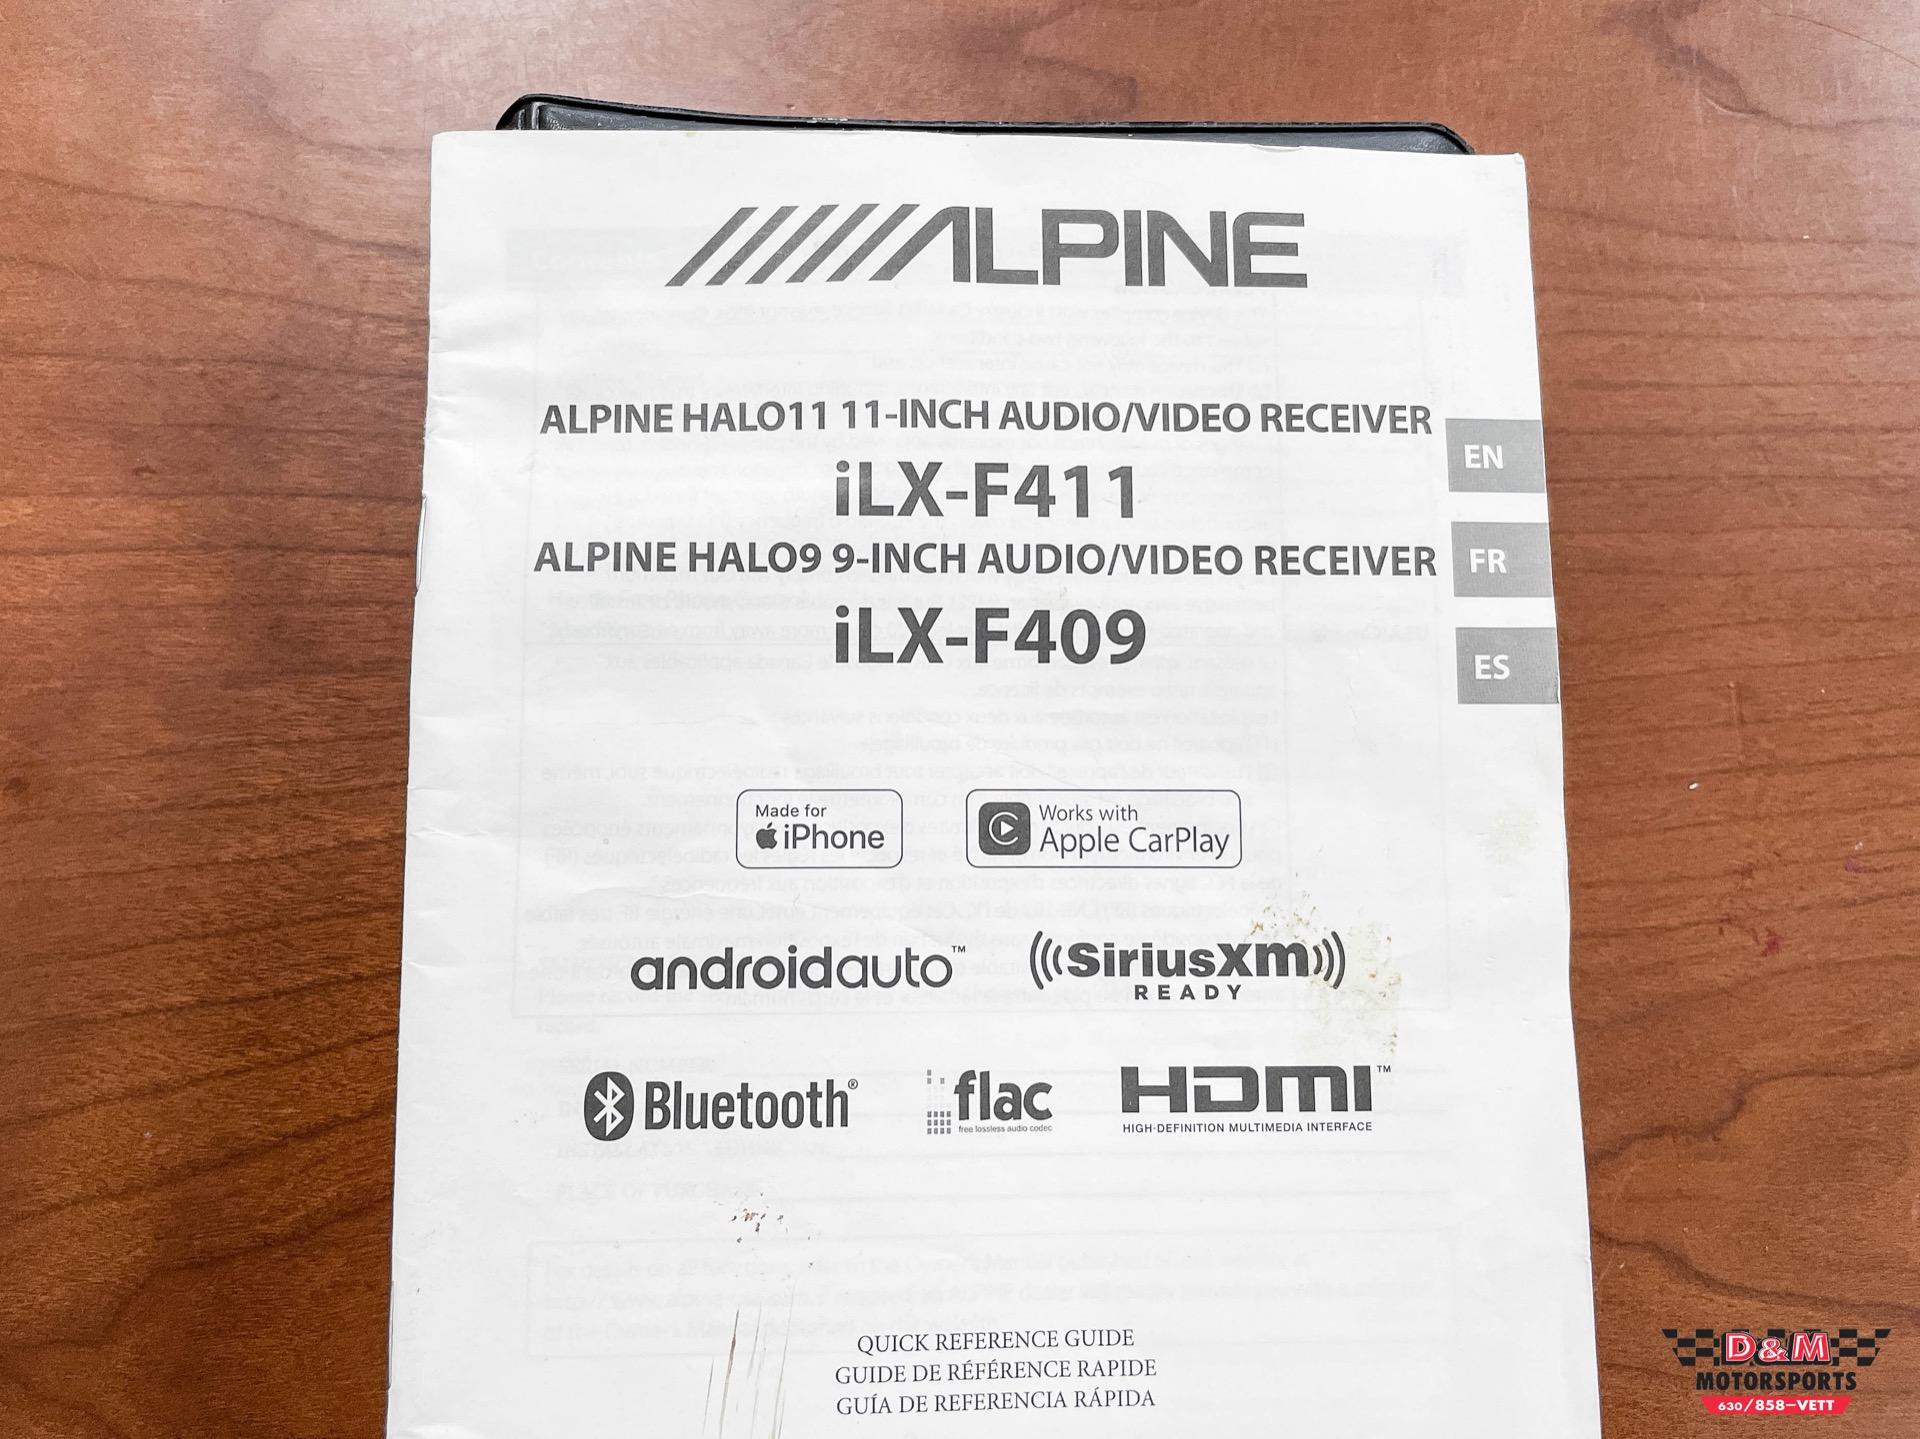 ALPINE
ALPINE HALO11 11-INCH AUDIO/VIDEO RECEIVER
iLX-F411
ALPINE HALO9 9-INCH AUDIO/VIDEO RECEIVER
iLX-F409
EN
FR
ES
Made for
iPhone
Works with
Apple CarPlay
androidauto™
SiriusXm
READY
Bluetooth®
flac
free lossless audio codec
HDMI™
HIGH-DEFINITION MULTIMEDIA INTERFACE
QUICK REFERENCE GUIDE
GUIDE DE RÉFÉRENCE RAPIDE
GUÍA DE REFERENCIA RÁPIDA
D&M
MOTORSPORTS
630/858-VETT